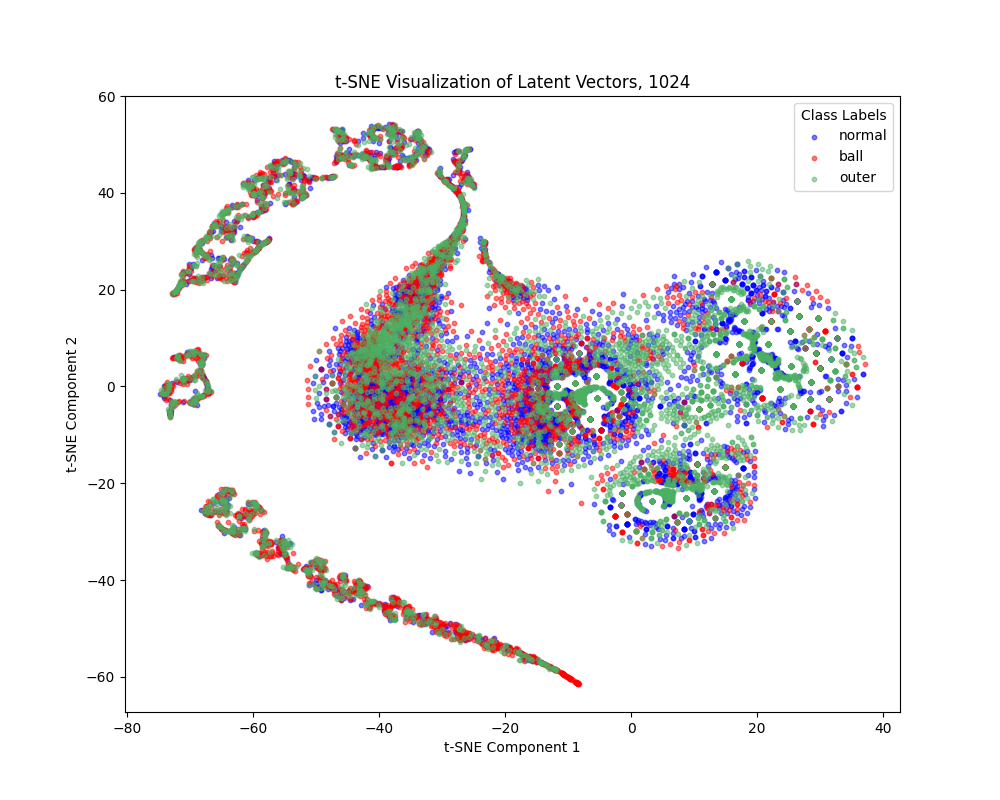 t-SNE Visualization of Latent Vectors, 1024
Class Labels
normal
ball
outer
60
40
20
0
−20
−40
−60
t-SNE Component 2
−80
−60
−40
−20
0
20
40
t-SNE Component 1